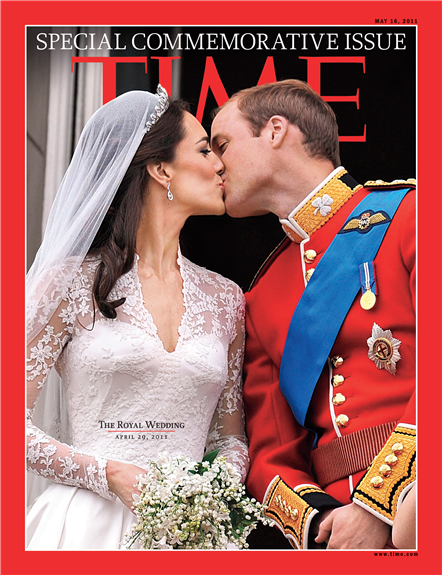 MAY 16, 2011
SPECIAL COMMEMORATIVE ISSUE
TIME
THE ROYAL WEDDING
APRIL 29, 2011
www.time.com